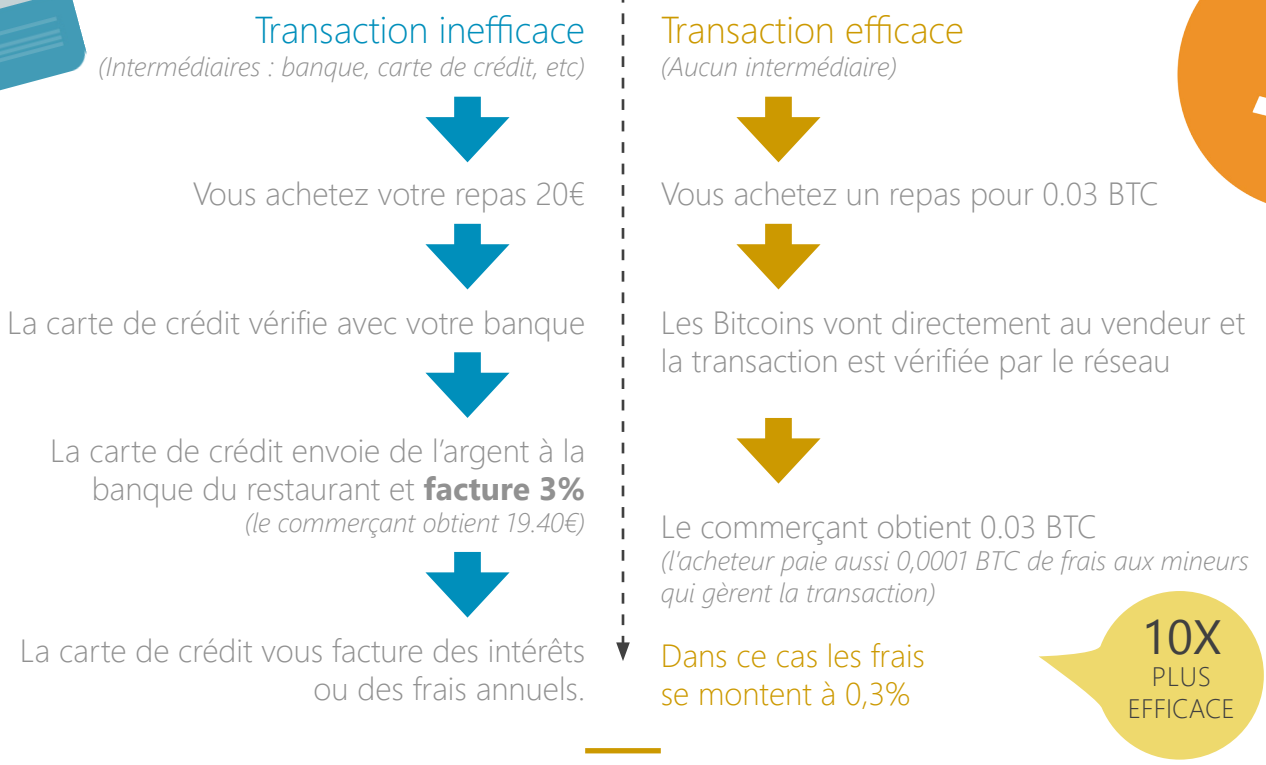 Transaction inefficace
(Intermédiaires : banque, carte de crédit, etc)
Vous achetez votre repas 20€
La carte de crédit vérifie avec votre banque
La carte de crédit envoie de l'argent à la
banque du restaurant et facture 3%
(le commerçant obtient 19.40€)
La carte de crédit vous facture des intérêts
ou des frais annuels.
Transaction efficace
(Aucun intermédiaire)
Vous achetez un repas pour 0.03 BTC
Les Bitcoins vont directement au vendeur et
la transaction est vérifiée par le réseau
Le commerçant obtient 0.03 BTC
(l'acheteur paie aussi 0,0001 BTC de frais aux mineurs
qui gèrent la transaction)
Dans ce cas les frais
se montent à 0,3%
10X
PLUS
EFFICACE